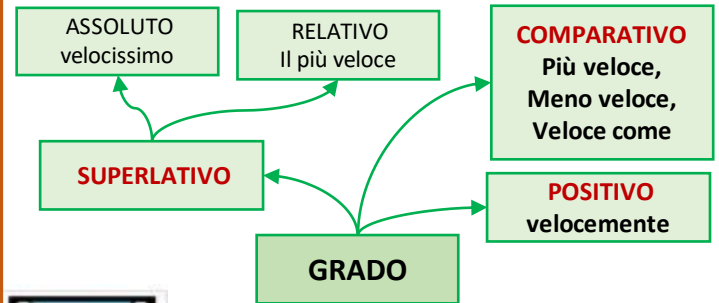 ASSOLUTO
velocissimo
RELATIVO
Il più veloce
COMPARATIVO
Più veloce,
Meno veloce,
Veloce come
SUPERLATIVO
POSITIVO
velocemente
GRADO